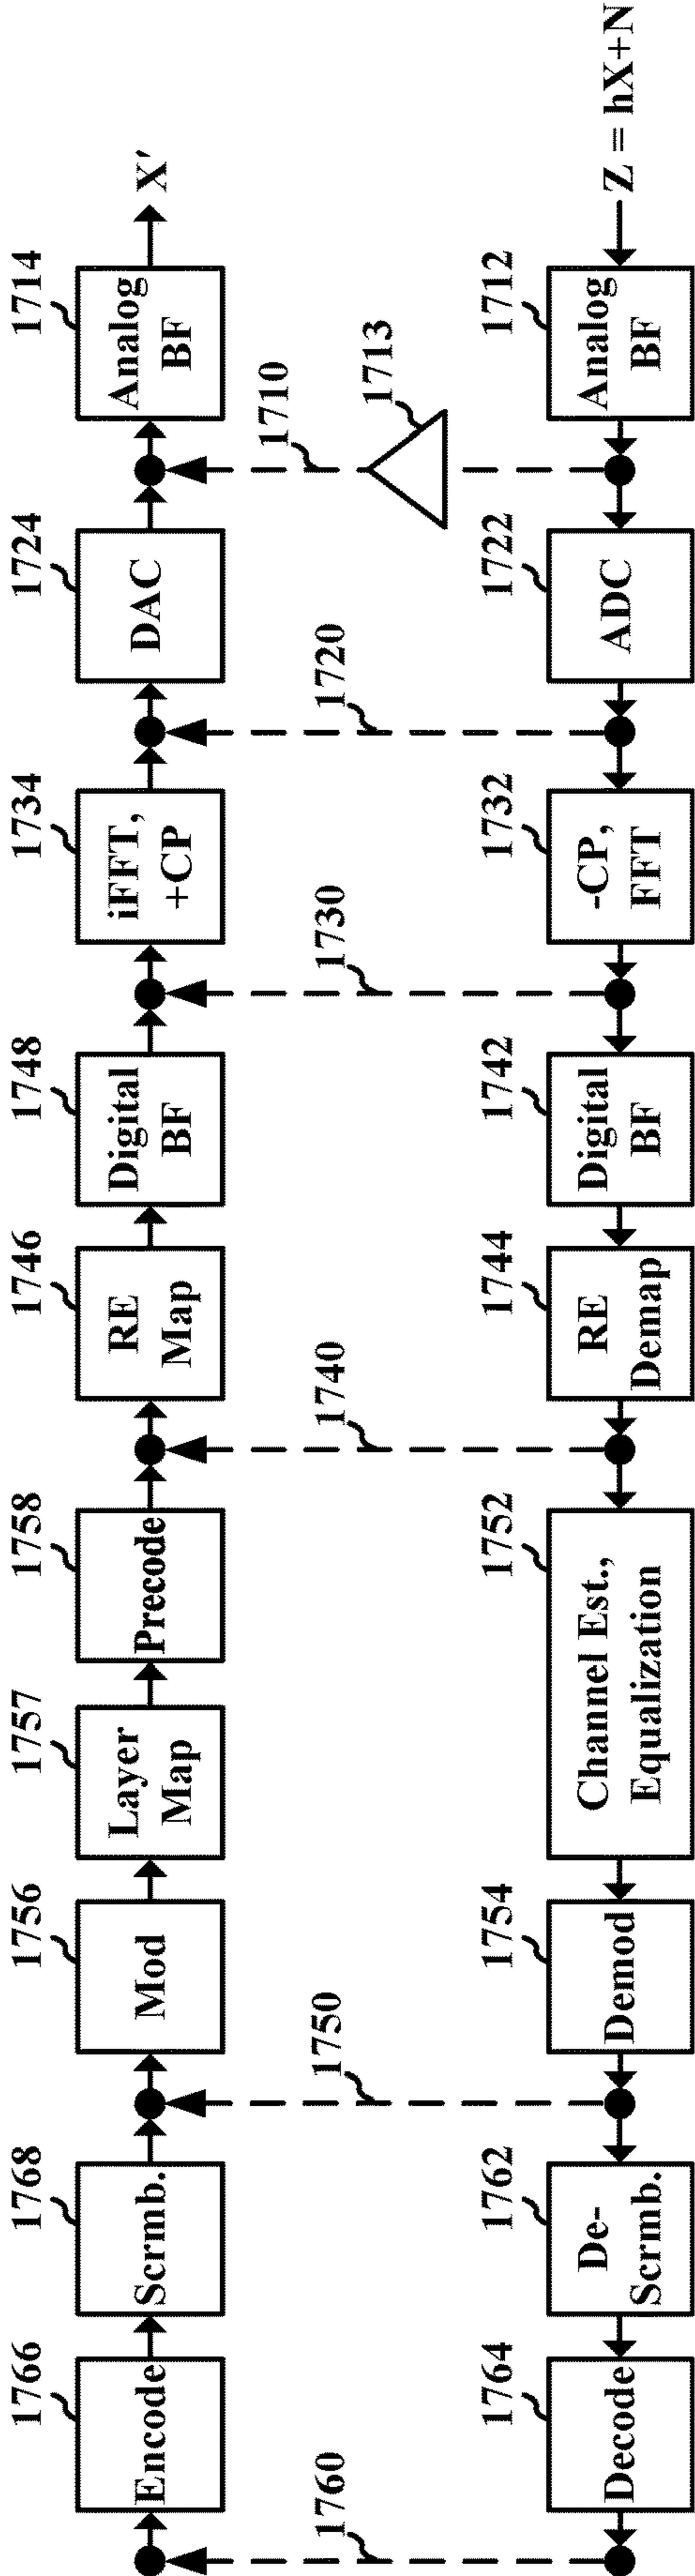 1766
Encode
1768
Scrmb.
1756
Mod
1757
Layer
Map
1758
Precode
1746
RE
Map
1748
Digital
BF
1734
iFFT,
+CP
1724
DAC
1714
Analog
BF
X'
1760
1750
1740
1730
1720
1710
1713
1764
Decode
1762
De-
Scrmb.
1754
Demod
1752
Channel Est.,
Equalization
1744
RE
Demap
1742
Digital
BF
1732
-CP,
FFT
1722
ADC
1712
Analog
BF
Z = hX+N